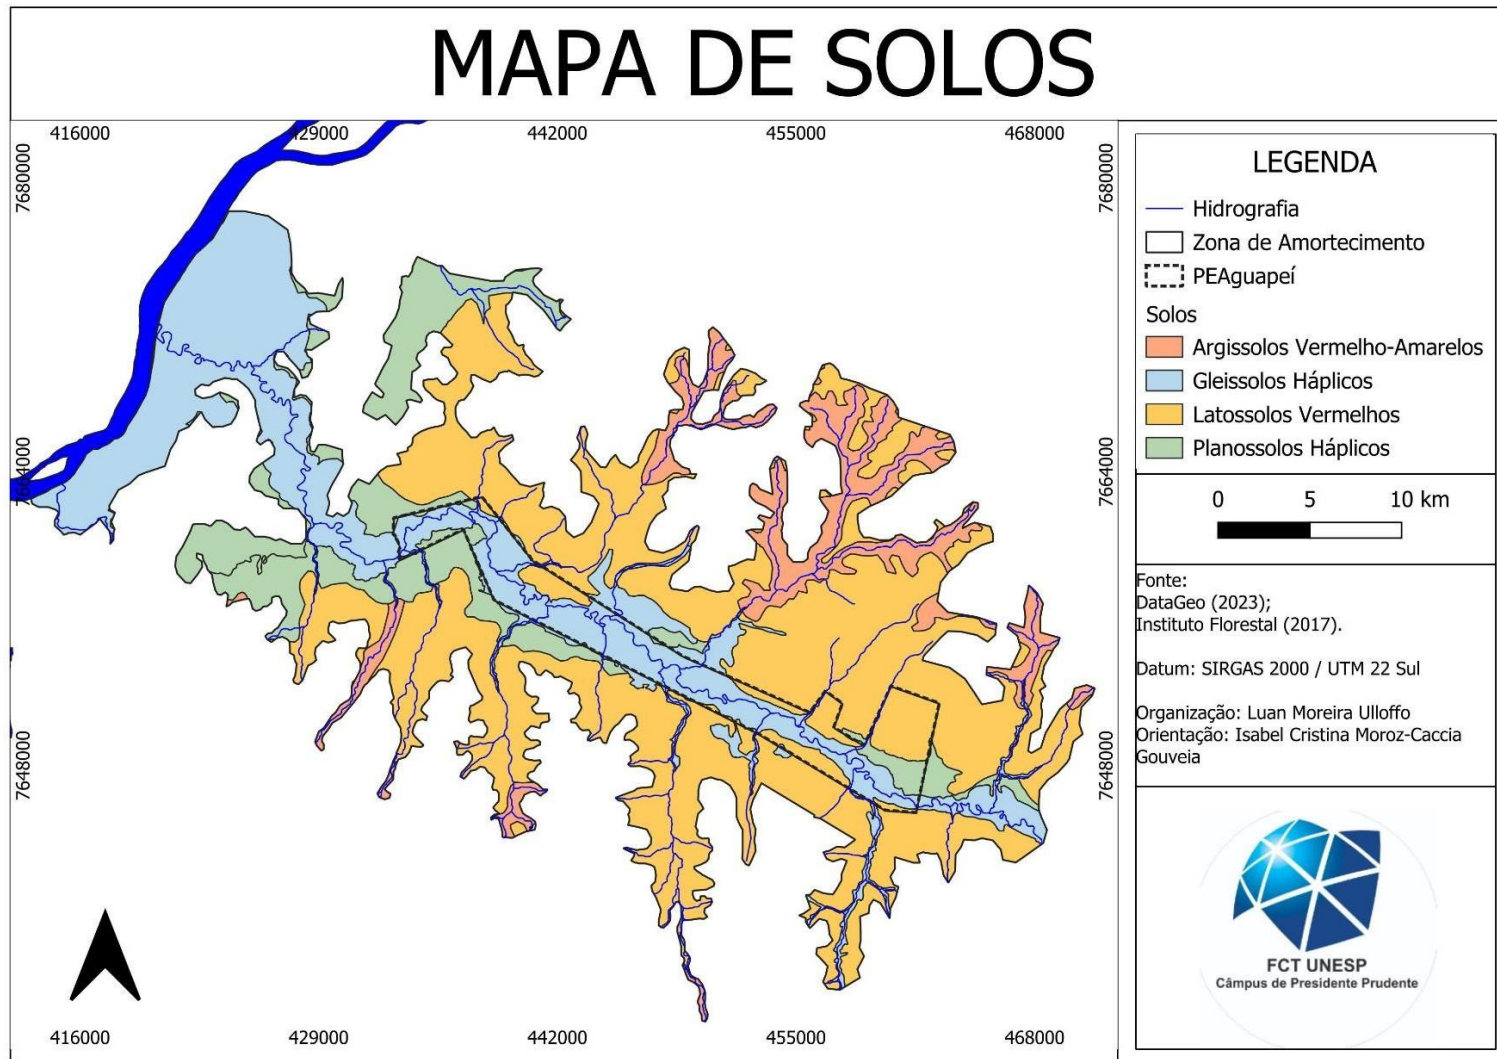 MAPA DE SOLOS
416000
429000
442000
455000
468000
7680000
7680000
7664000
7664000
7648000
7648000
416000
429000
442000
455000
468000
LEGENDA
Hidrografia
Zona de Amortecimento
PEAguapeí
Solos
Argissolos Vermelho-Amarelos
Gleissolos Háplicos
Latossolos Vermelhos
Planossolos Háplicos
0 5 10 km
Fonte:
DataGeo (2023);
Instituto Florestal (2017).
Datum: SIRGAS 2000 / UTM 22 Sul
Organização: Luan Moreira Ulloffo
Orientação: Isabel Cristina Moroz-Caccia
Gouveia
FCT UNESP
Câmpus de Presidente Prudente